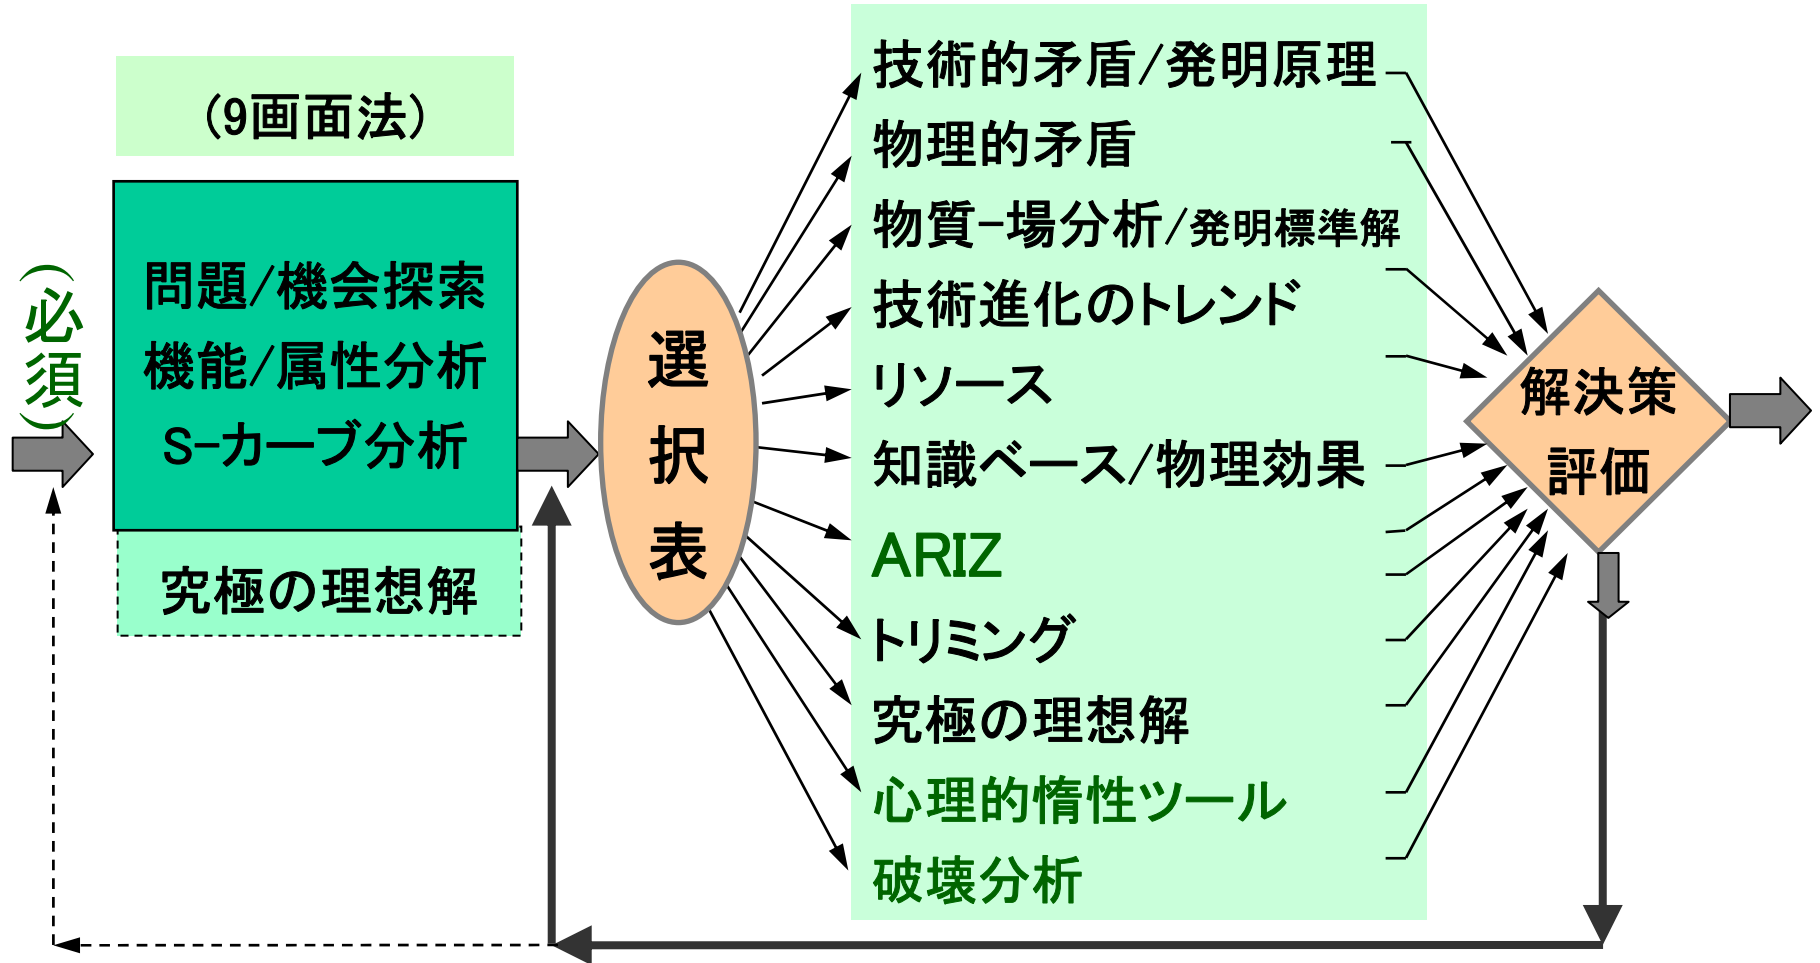 (9画面法)
(必須)
問題/機会探索
機能/属性分析
S-カーブ分析
究極の理想解
選択表
技術的矛盾/発明原理
物理的矛盾
物質-場分析/発明標準解
技術進化のトレンド
リソース
知識ベース/物理効果
ARIZ
トリミング
究極の理想解
心理的惰性ツール
破壊分析
解決策
評価